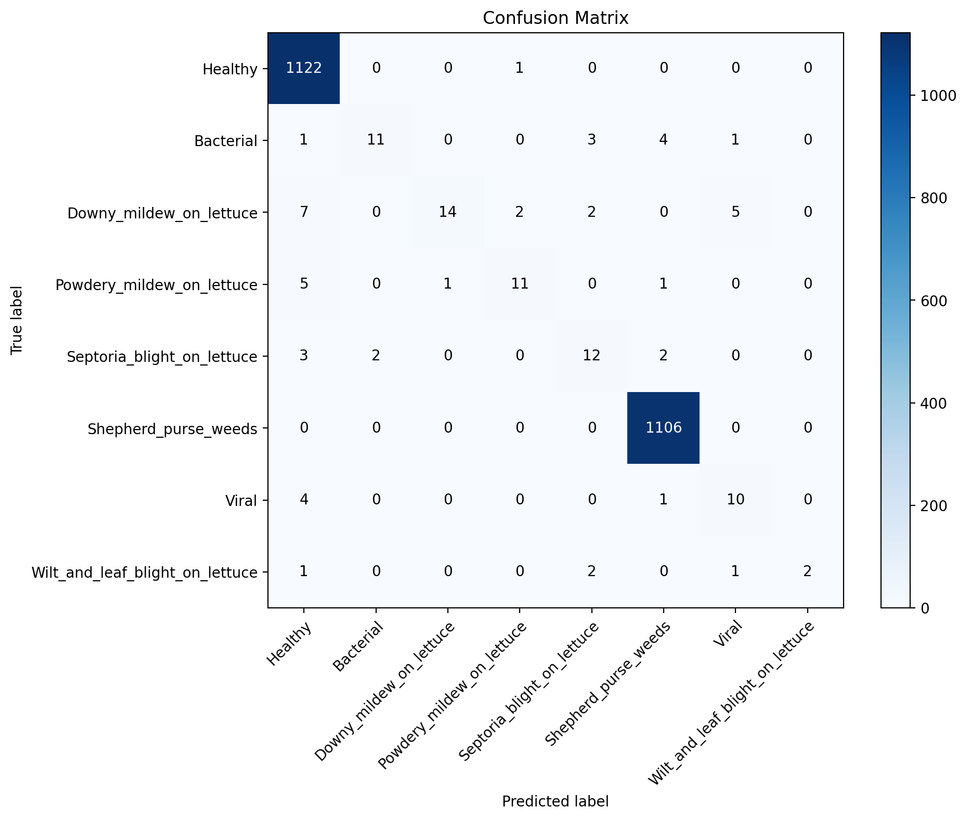 Confusion Matrix
Healthy 1122 0 0 1 0 0 0 0
Bacterial 1 11 0 0 3 4 1 0
Downy_mildew_on_lettuce 7 0 14 2 2 0 5 0
Powdery_mildew_on_lettuce 5 0 1 11 0 1 0 0
Septoria_blight_on_lettuce 3 2 0 0 12 2 0 0
Shepherd_purse_weeds 0 0 0 0 0 1106 0 0
Viral 4 0 0 0 0 1 10 0
Wilt_and_leaf_blight_on_lettuce 1 0 0 0 2 0 1 2
True label
Healthy
Bacterial
Downy_mildew_on_lettuce
Powdery_mildew_on_lettuce
Septoria_blight_on_lettuce
Shepherd_purse_weeds
Viral
Wilt_and_leaf_blight_on_lettuce
Predicted label
1000
800
600
400
200
0